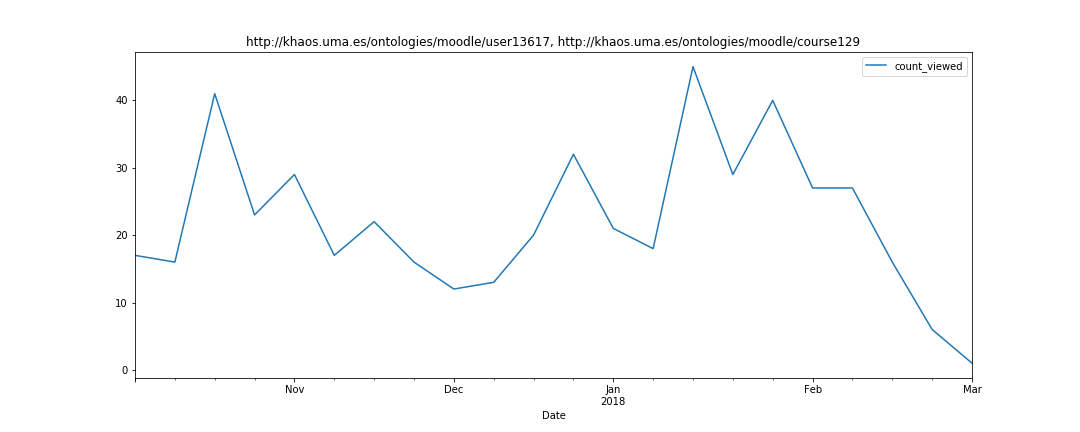 http://khaos.uma.es/ontologies/moodle/user13617, http://khaos.uma.es/ontologies/moodle/course129
count_viewed
40
30
20
10
0
Nov Dec Jan Feb Mar
2018
Date